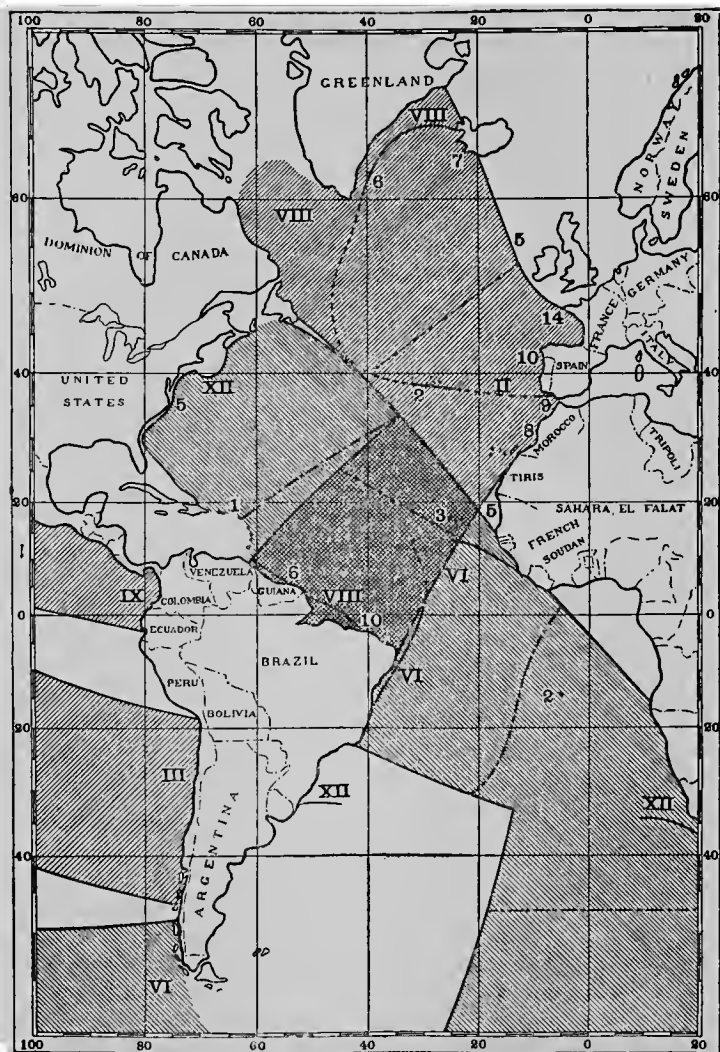 100 80 60 40 20 0 20
GREENLAND
VIII
7
6
60 60
NORWAY
SWEDEN
VIII
5
DOMINION OF CANADA
GERMANY
14
FRANCE
10
SPAIN
ITALY
40 40
UNITED
STATES
XII
II
2
5
9
8
MOROCCO
TRIPOLI
TIRIS
20 20
1
3
5
SAHARA, EL FALAT
FRENCH
SOUDAN
I
VENEZUELA
6
VI
GUIANA
IX
VIII
COLOMBIA
10
0 0
ECUADOR
BRAZIL
VI
PERU
2
BOLIVIA
20 20
III
XII
XII
ARGENTINA
40 40
VI
100 80 60 40 20 0 20